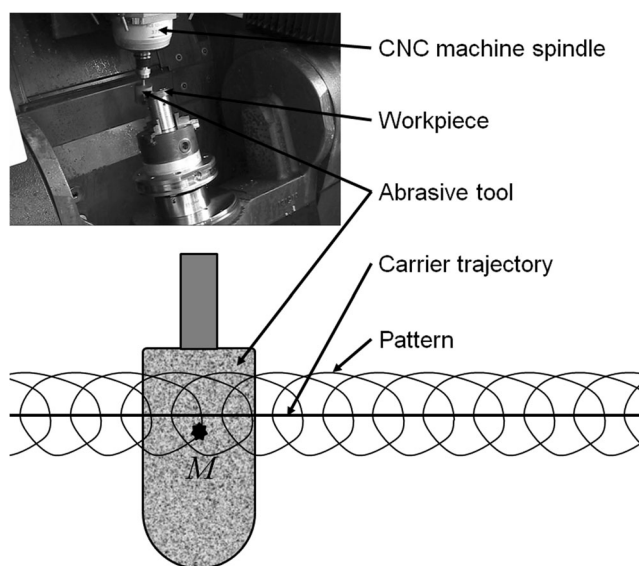 CNC machine spindle
Workpiece
Abrasive tool
Carrier trajectory
Pattern
M